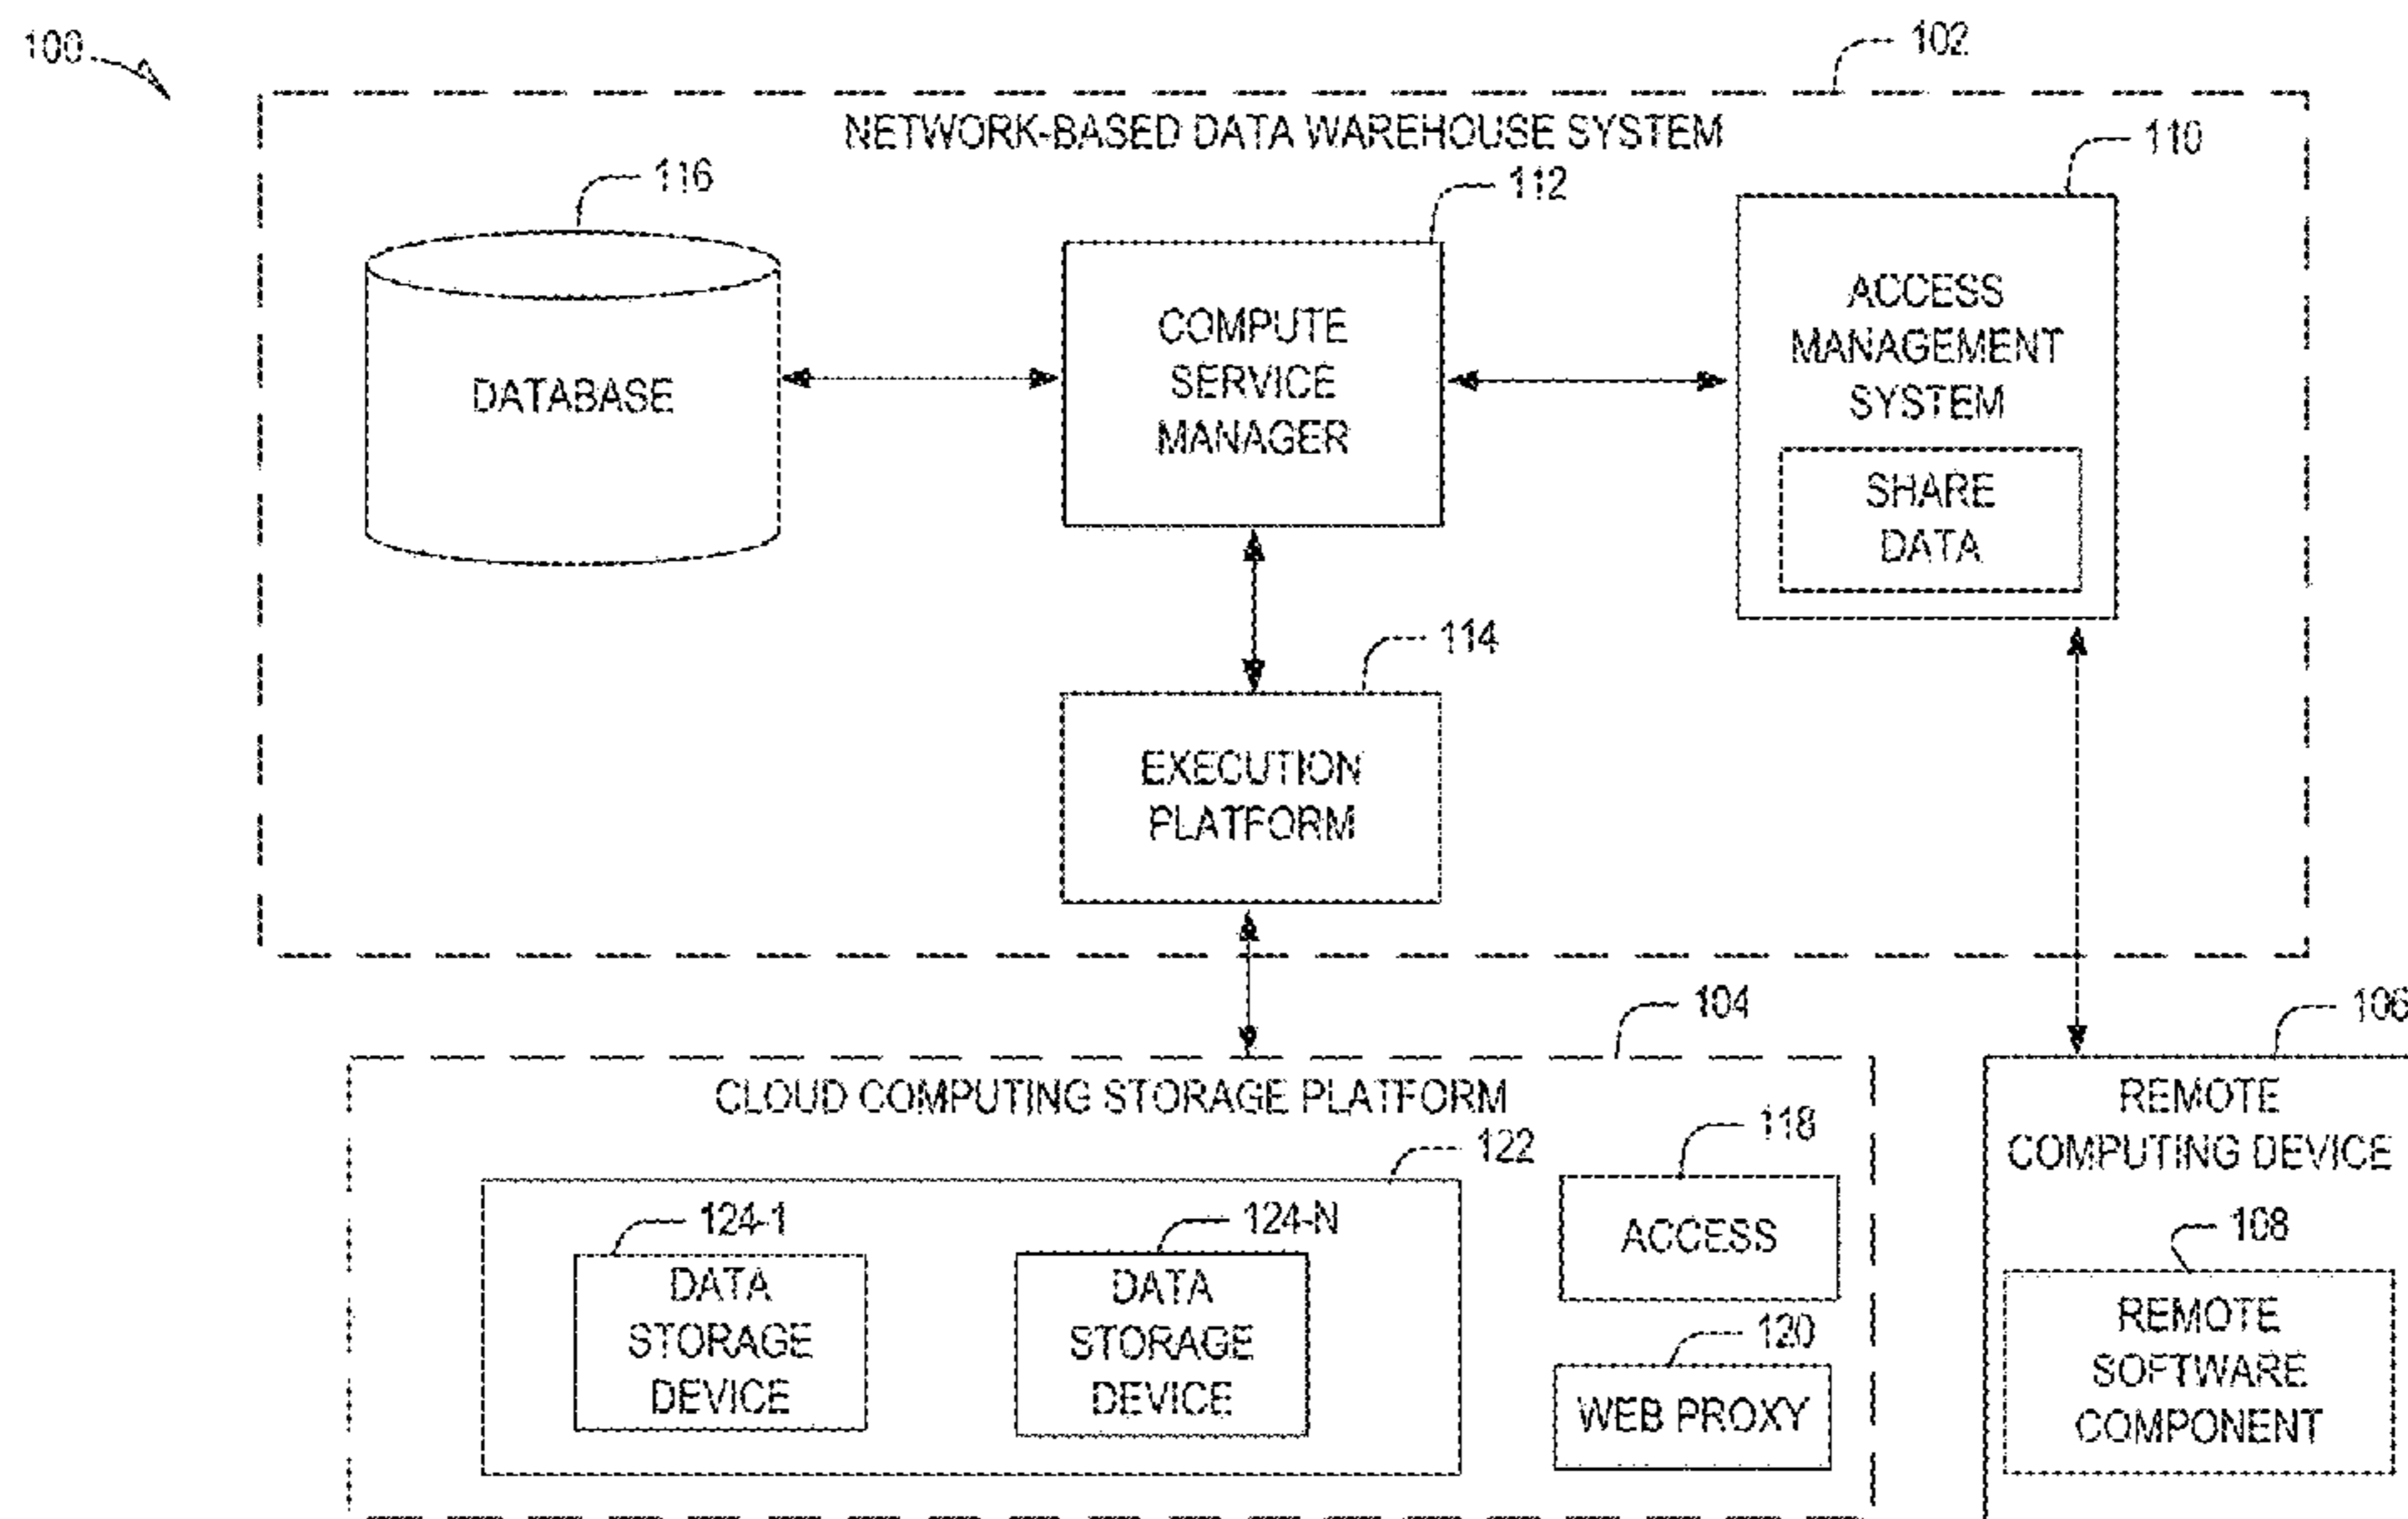 100
102
NETWORK-BASED DATA WAREHOUSE SYSTEM
110
116
112
ACCESS
MANAGEMENT
SYSTEM
COMPUTE
SERVICE
MANAGER
DATABASE
SHARE
DATA
114
EXECUTION
PLATFORM
104
106
CLOUD COMPUTING STORAGE PLATFORM
118
122
124-1
124-N
ACCESS
DATA
STORAGE
DEVICE
DATA
STORAGE
DEVICE
120
WEB PROXY
REMOTE
COMPUTING DEVICE
108
REMOTE
SOFTWARE
COMPONENT